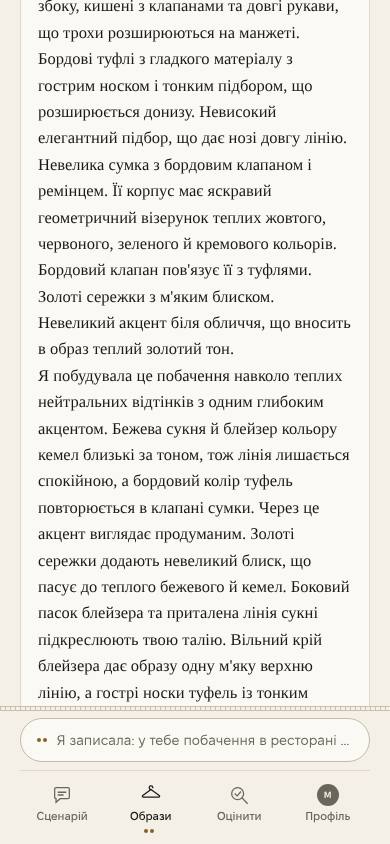 збоку, кишені з клапанами та довгі рукави,
що трохи розширюються на манжеті.
Бордові туфлі з гладкого матеріалу з
гострим носком і тонким підбором, що
розширюється донизу. Невисокий
елегантний підбор, що дає нозі довгу лінію.
Невелика сумка з бордовим клапаном і
ремінцем. Її корпус має яскравий
геометричний візерунок теплих жовтого,
червоного, зеленого й кремового кольорів.
Бордовий клапан пов'язує її з туфлями.
Золоті сережки з м'яким блиском.
Невеликий акцент біля обличчя, що вносить
в образ теплий золотий тон.
Я побудувала це побачення навколо теплих
нейтральних відтінків з одним глибоким
акцентом. Бежева сукня й блейзер кольору
кемел близькі за тоном, тож лінія лишається
спокійною, а бордовий колір туфель
повторюється в клапані сумки. Через це
акцент виглядає продуманим. Золоті
сережки додають невеликий блиск, що
пасує до теплого бежевого й кемел. Боковий
пасок блейзера та приталена лінія сукні
підкреслюють твою талію. Вільний крій
блейзера дає образу одну м'яку верхню
лінію, а гострі носки туфель із тонким
Я записала: у тебе побачення в ресторані ...
Сценарій
Образи
Оцінити
М
Профіль